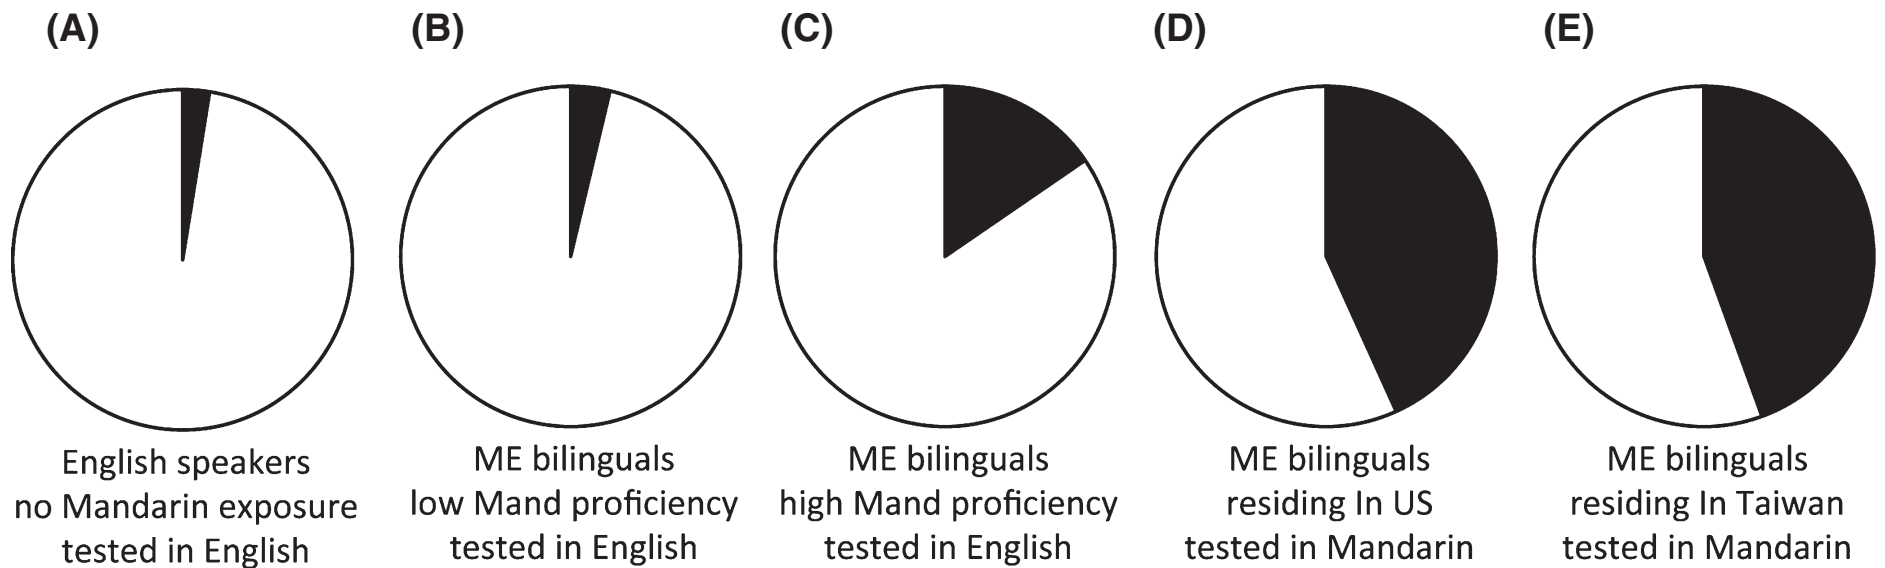 (A)
(B)
(C)
(D)
(E)
English speakers
no Mandarin exposure
tested in English
ME bilinguals
low Mand proficiency
tested in English
ME bilinguals
high Mand proficiency
tested in English
ME bilinguals
residing In US
tested in Mandarin
ME bilinguals
residing In Taiwan
tested in Mandarin